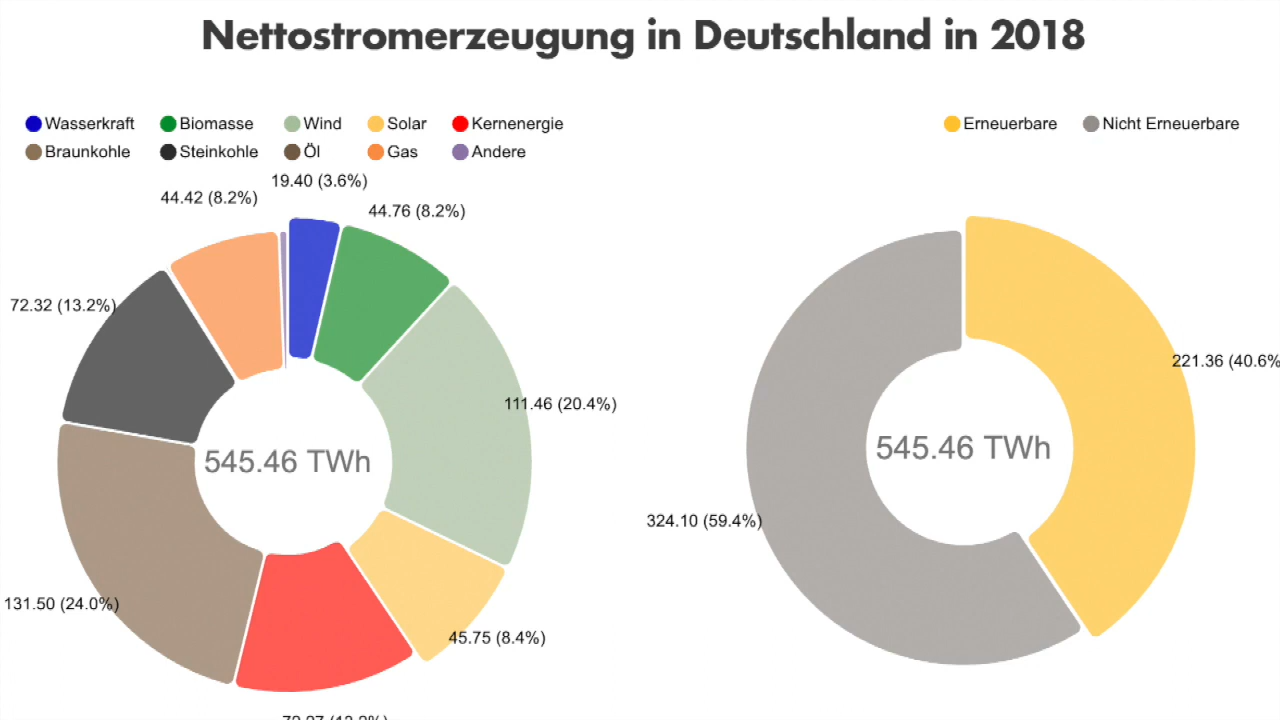 Nettostromerzeugung in Deutschland in 2018
Wasserkraft Biomasse Wind Solar Kernenergie
Braunkohle Steinkohle Öl Gas Andere
Erneuerbare Nicht Erneuerbare
19.40 (3.6%)
44.42 (8.2%)
44.76 (8.2%)
72.32 (13.2%)
111.46 (20.4%)
545.46 TWh
131.50 (24.0%)
45.75 (8.4%)
221.36 (40.6%
545.46 TWh
324.10 (59.4%)